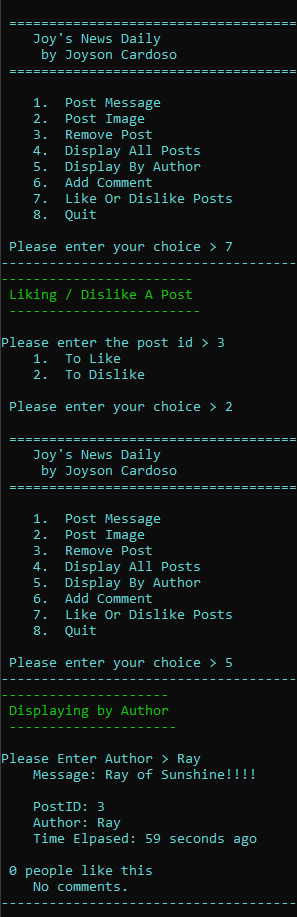 ====================================
Joy's News Daily
by Joyson Cardoso
====================================
1. Post Message
2. Post Image
3. Remove Post
4. Display All Posts
5. Display By Author
6. Add Comment
7. Like Or Dislike Posts
8. Quit
Please enter your choice > 7
-------------------------------------
------------------------
Liking / Dislike A Post
------------------------
Please enter the post id > 3
1. To Like
2. To Dislike
Please enter your choice > 2
====================================
Joy's News Daily
by Joyson Cardoso
====================================
1. Post Message
2. Post Image
3. Remove Post
4. Display All Posts
5. Display By Author
6. Add Comment
7. Like Or Dislike Posts
8. Quit
Please enter your choice > 5
-------------------------------------
---------------------
Displaying by Author
---------------------
Please Enter Author > Ray
Message: Ray of Sunshine!!!!
PostID: 3
Author: Ray
Time Elpased: 59 seconds ago
0 people like this
No comments.
-------------------------------------